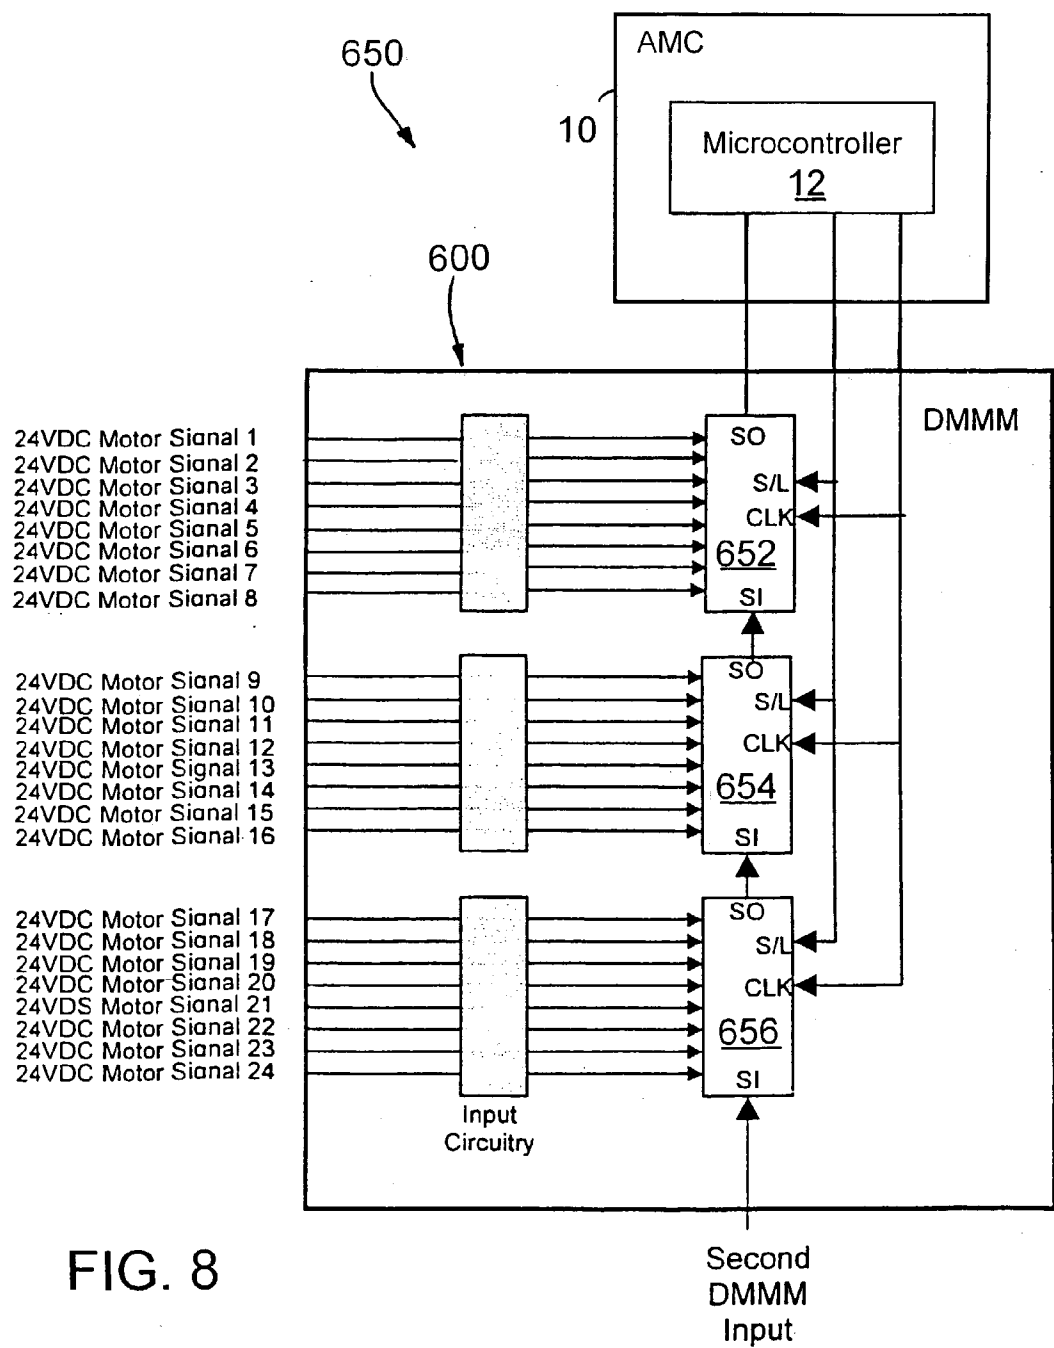 AMC
650
10
Microcontroller
12
600
DMMM
24VDC Motor Signal 1
24VDC Motor Signal 2
24VDC Motor Signal 3
24VDC Motor Signal 4
24VDC Motor Signal 5
24VDC Motor Signal 6
24VDC Motor Signal 7
24VDC Motor Signal 8
SO
S/L
CLK
652
SI
24VDC Motor Signal 9
24VDC Motor Signal 10
24VDC Motor Signal 11
24VDC Motor Signal 12
24VDC Motor Signal 13
24VDC Motor Signal 14
24VDC Motor Signal 15
24VDC Motor Signal 16
SO
S/L
CLK
654
SI
24VDC Motor Signal 17
24VDC Motor Signal 18
24VDC Motor Signal 19
24VDC Motor Signal 20
24VDS Motor Signal 21
24VDC Motor Signal 22
24VDC Motor Signal 23
24VDC Motor Signal 24
SO
S/L
CLK
656
SI
Input
Circuitry
FIG. 8
Second
DMMM
Input